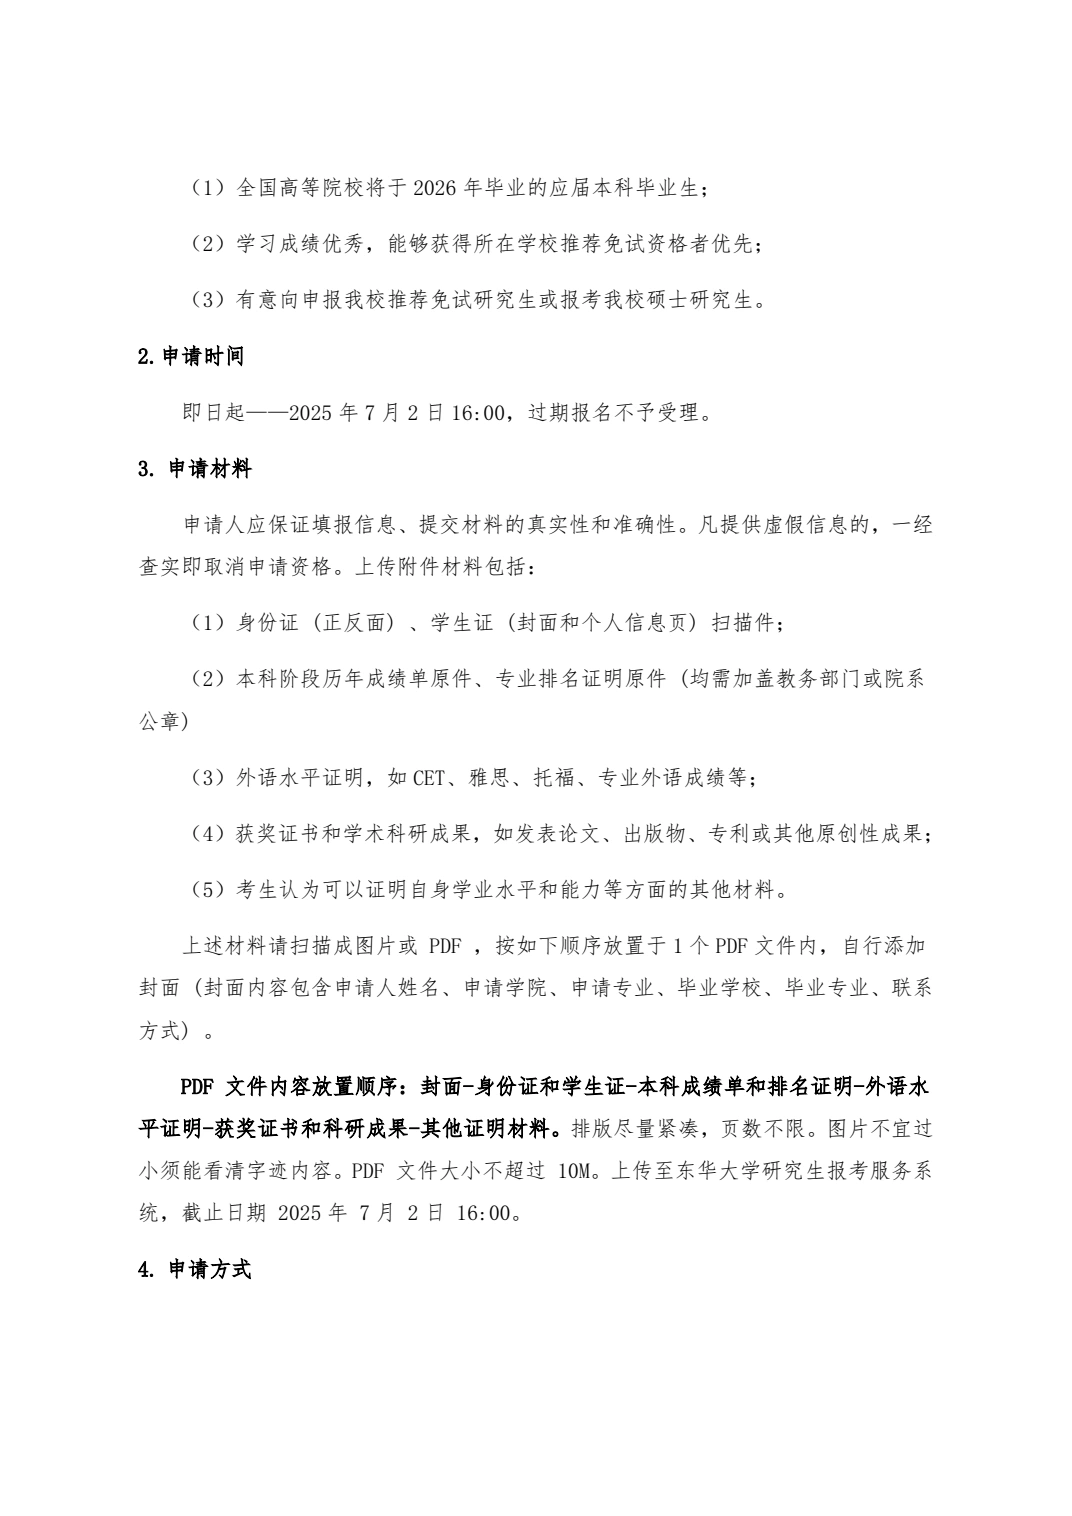 （1）全国高等院校将于 2026 年毕业的应届本科毕业生；
（2）学习成绩优秀，能够获得所在学校推荐免试资格者优先；
（3）有意向申报我校推荐免试研究生或报考我校硕士研究生。
2.申请时间
即日起——2025 年 7 月 2 日 16:00，过期报名不予受理。
3. 申请材料
申请人应保证填报信息、提交材料的真实性和准确性。凡提供虚假信息的，一经
查实即取消申请资格。上传附件材料包括：
（1）身份证（正反面）、学生证（封面和个人信息页）扫描件；
（2）本科阶段历年成绩单原件、专业排名证明原件（均需加盖教务部门或院系
公章）
（3）外语水平证明，如 CET、雅思、托福、专业外语成绩等；
（4）获奖证书和学术科研成果，如发表论文、出版物、专利或其他原创性成果；
（5）考生认为可以证明自身学业水平和能力等方面的其他材料。
上述材料请扫描成图片或 PDF ，按如下顺序放置于 1 个 PDF 文件内，自行添加
封面（封面内容包含申请人姓名、申请学院、申请专业、毕业学校、毕业专业、联系
方式）。
PDF 文件内容放置顺序：封面-身份证和学生证-本科成绩单和排名证明-外语水
平证明-获奖证书和科研成果-其他证明材料。排版尽量紧凑，页数不限。图片不宜过
小须能看清字迹内容。PDF 文件大小不超过 10M。上传至东华大学研究生报考服务系
统，截止日期 2025 年 7 月 2 日 16:00。
4. 申请方式